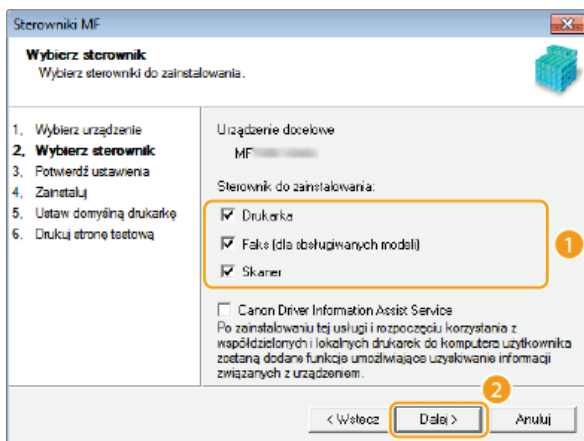 Sterowniki MF
Wybierz sterownik
Wybierz sterowniki do zainstalowania.
1. Wybierz urządzenie
2. Wybierz sterownik
3. Potwierdź ustawienia
4. Zainstaluj
5. Ustaw domyślną drukarkę
6. Drukuj stronę testową
Urządzenie docelowe
MF
Sterownik do zainstalowania:
Drukarka
Faks (dla obsługiwanych modeli)
Skaner
1
Canon Driver Information Assist Service
Po zainstalowaniu tej usługi i rozpoczęciu korzystania z
współdzielonych i lokalnych drukarek do komputera użytkownika
zostaną dodane funkcje umożliwiające uzyskiwanie informacji
związanych z urządzeniem.
2
< Wstecz
Dalej >
Anuluj